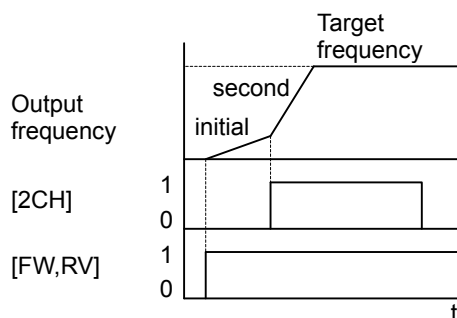 Target
frequency
second
Output
frequency
initial
[2CH]
1
0
[FW,RV]
1
0
t